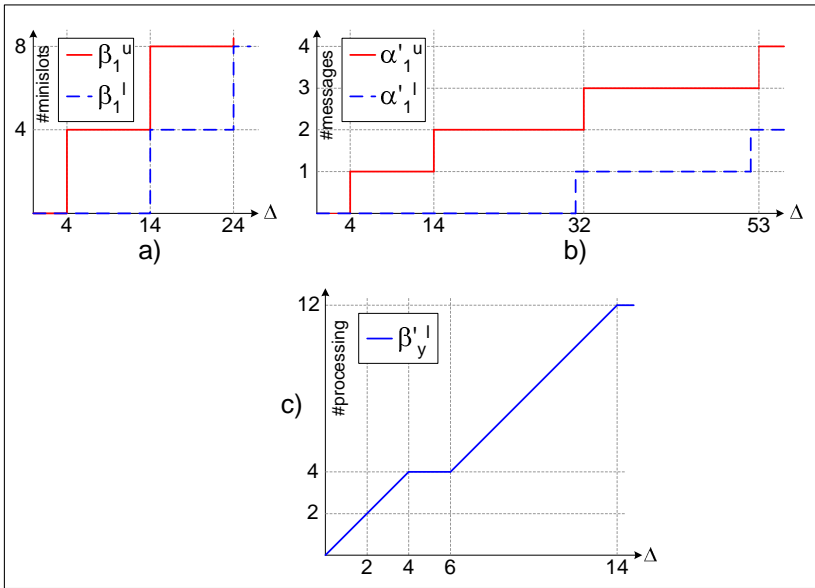 8
4
#minislots
β₁ᵘ
β₁ˡ
4 14 24 Δ
a)
4
3
2
1
#messages
α'₁ᵘ
α'₁ˡ
4 14 32 53 Δ
b)
12
4
2
#processing
β'ᵧˡ
2 4 6 14 Δ
c)